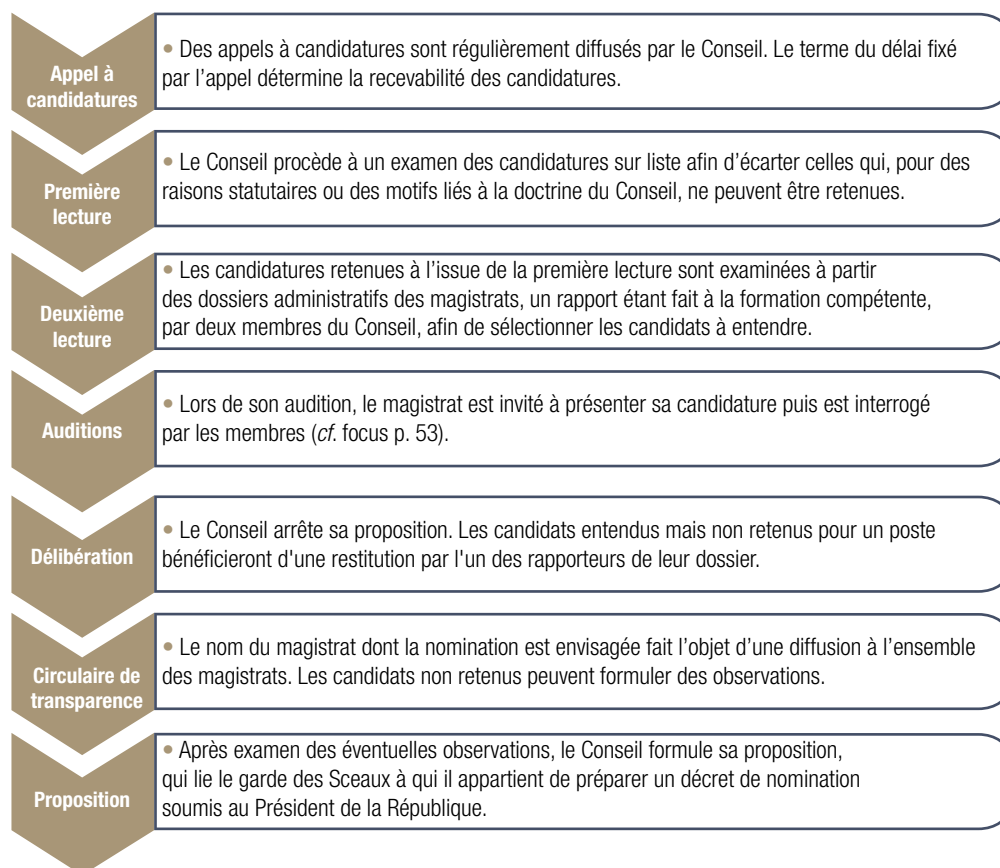 Appel à
candidatures
• Des appels à candidatures sont régulièrement diffusés par le Conseil. Le terme du délai fixé
par l’appel détermine la recevabilité des candidatures.
Première
lecture
• Le Conseil procède à un examen des candidatures sur liste afin d’écarter celles qui, pour des
raisons statutaires ou des motifs liés à la doctrine du Conseil, ne peuvent être retenues.
Deuxième
lecture
• Les candidatures retenues à l’issue de la première lecture sont examinées à partir
des dossiers administratifs des magistrats, un rapport étant fait à la formation compétente,
par deux membres du Conseil, afin de sélectionner les candidats à entendre.
Auditions
• Lors de son audition, le magistrat est invité à présenter sa candidature puis est interrogé
par les membres (cf. focus p. 53).
Délibération
• Le Conseil arrête sa proposition. Les candidats entendus mais non retenus pour un poste
bénéficieront d'une restitution par l'un des rapporteurs de leur dossier.
Circulaire de
transparence
• Le nom du magistrat dont la nomination est envisagée fait l’objet d’une diffusion à l’ensemble
des magistrats. Les candidats non retenus peuvent formuler des observations.
Proposition
• Après examen des éventuelles observations, le Conseil formule sa proposition,
qui lie le garde des Sceaux à qui il appartient de préparer un décret de nomination
soumis au Président de la République.